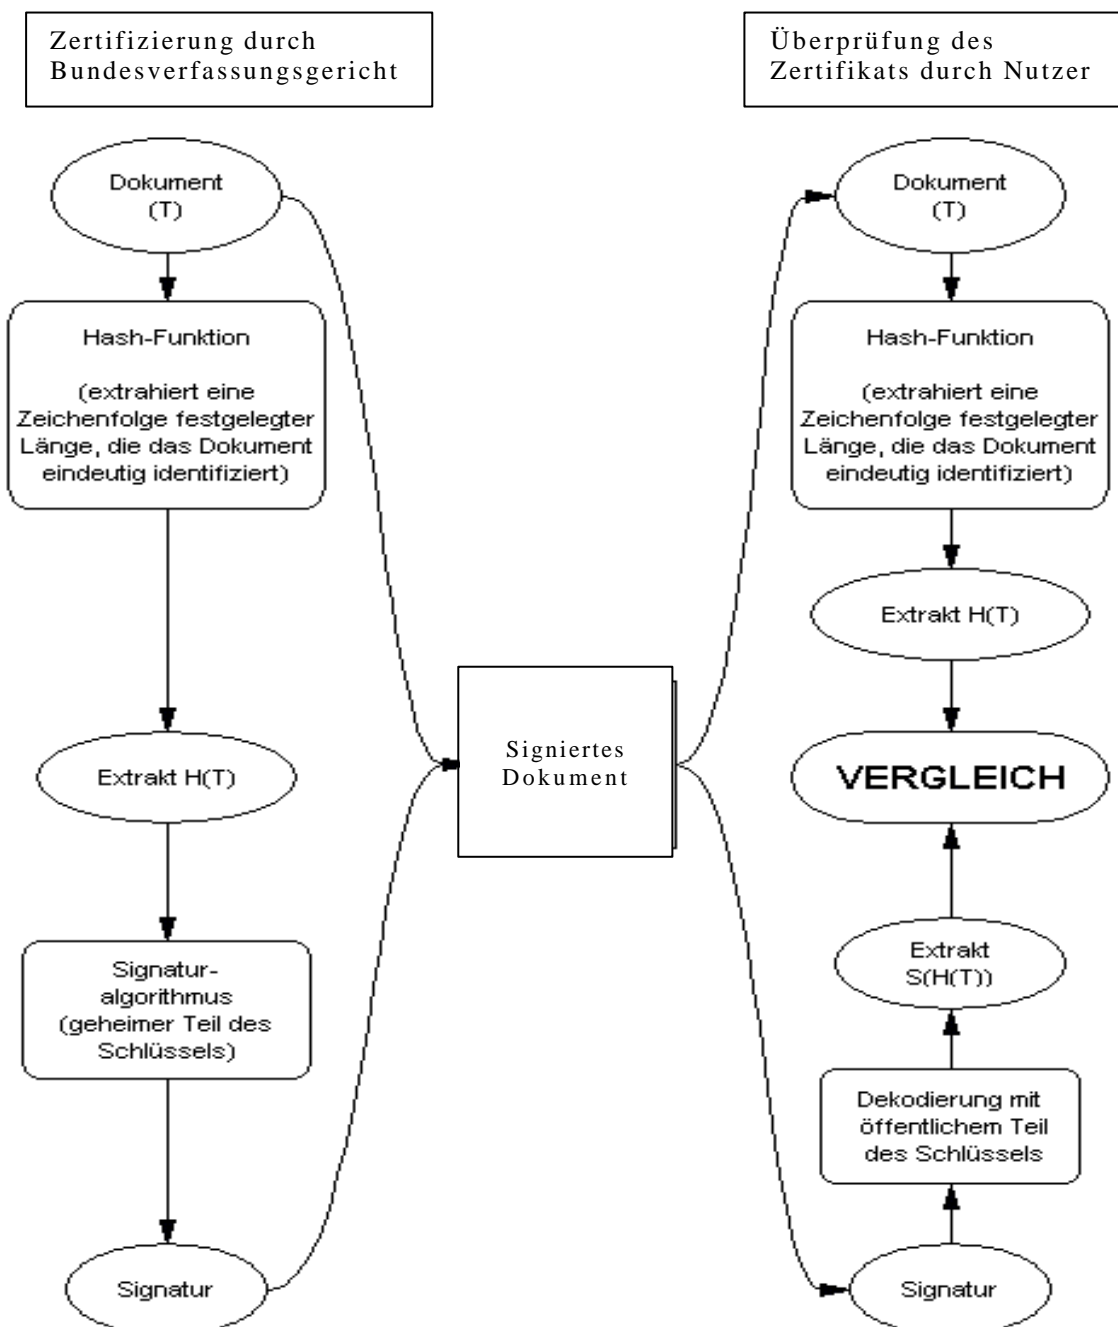 Zertifizierung durch
Bundesverfassungsgericht
Dokument
(T)
Hash-Funktion
(extrahiert eine
Zeichenfolge festgelegter
Länge, die das Dokument
eindeutig identifiziert)
Extrakt H(T)
Signatur-
algorithmus
(geheimer Teil des
Schlüssels)
Signatur
Signiertes
Dokument
Überprüfung des
Zertifikats durch Nutzer
Dokument
(T)
Hash-Funktion
(extrahiert eine
Zeichenfolge festgelegter
Länge, die das Dokument
eindeutig identifiziert)
Extrakt H(T)
VERGLEICH
Extrakt
S(H(T))
Dekodierung mit
öffentlichem Teil
des Schlüssels
Signatur